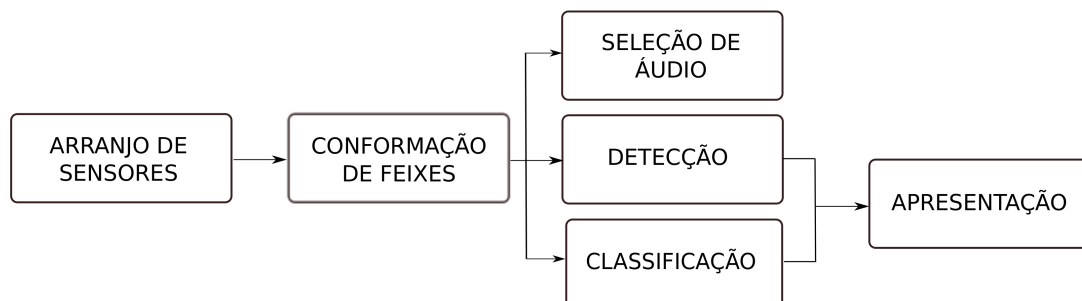 ARRANJO DE
SENSORES
CONFORMAÇÃO
DE FEIXES
SELEÇÃO DE
ÁUDIO
DETECÇÃO
CLASSIFICAÇÃO
APRESENTAÇÃO